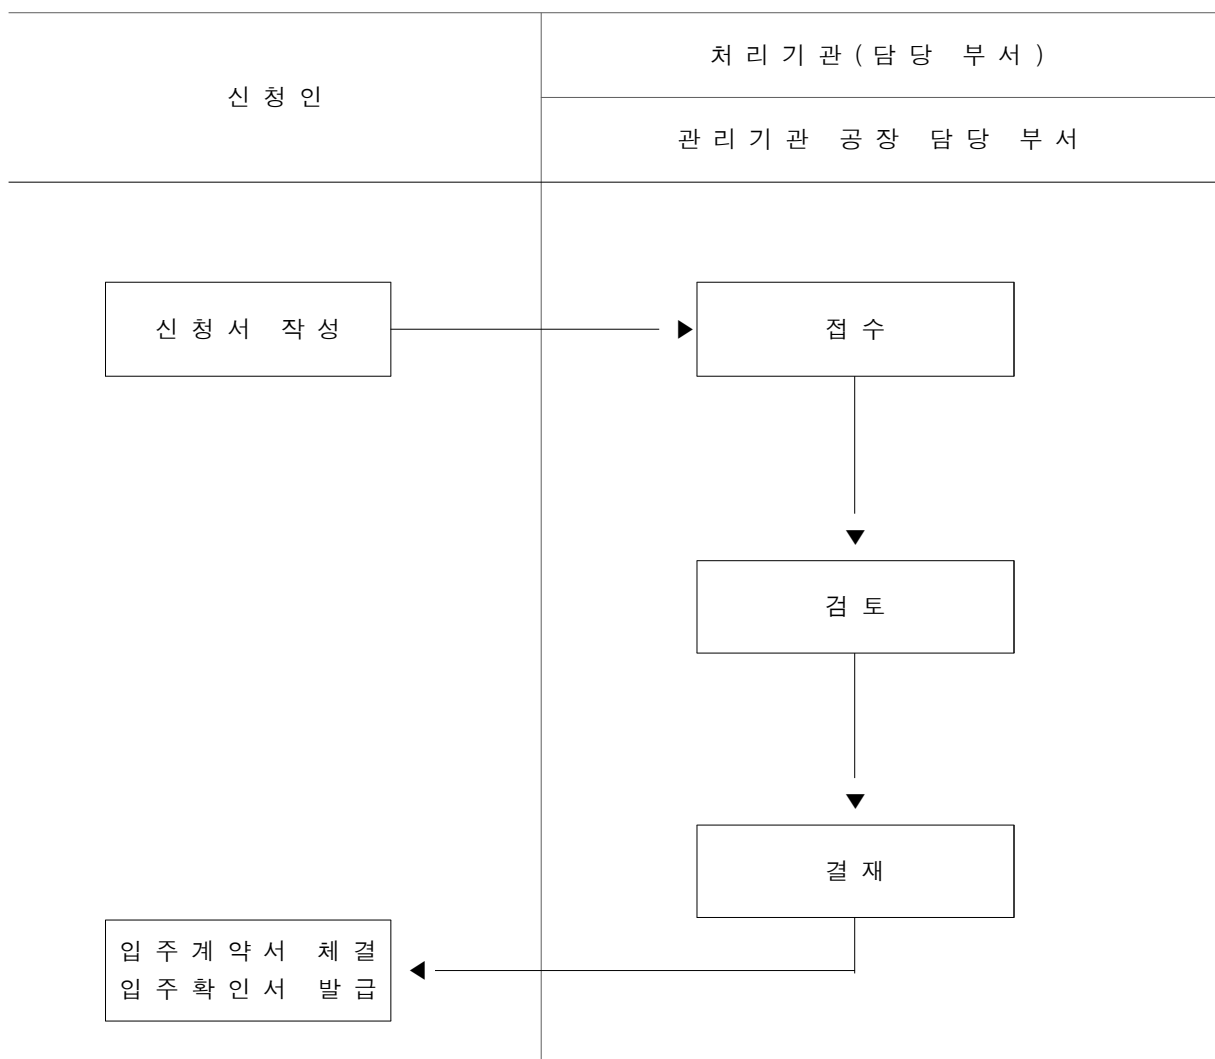 신청인
처리기관(담당 부서)
관리기관 공장 담당 부서
신청서 작성
접수
검토
결재
입주계약서 체결
입주확인서 발급